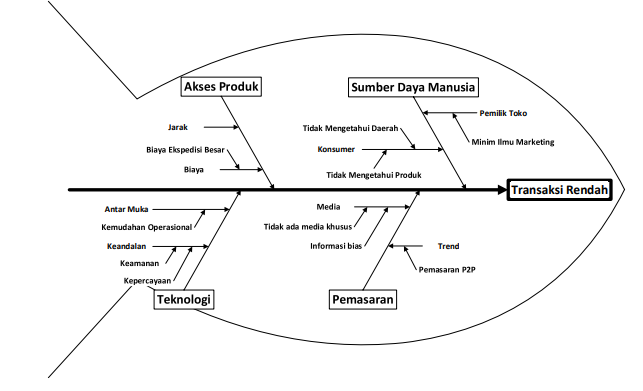 Akses Produk
Sumber Daya Manusia
Pemilik Toko
Jarak
Tidak Mengetahui Daerah
Minim Ilmu Marketing
Biaya Ekspedisi Besar
Konsumer
Biaya
Tidak Mengetahui Produk
Transaksi Rendah
Antar Muka
Media
Kemudahan Operasional
Tidak ada media khusus
Keandalan
Informasi bias
Trend
Keamanan
Pemasaran P2P
Kepercayaan
Teknologi
Pemasaran